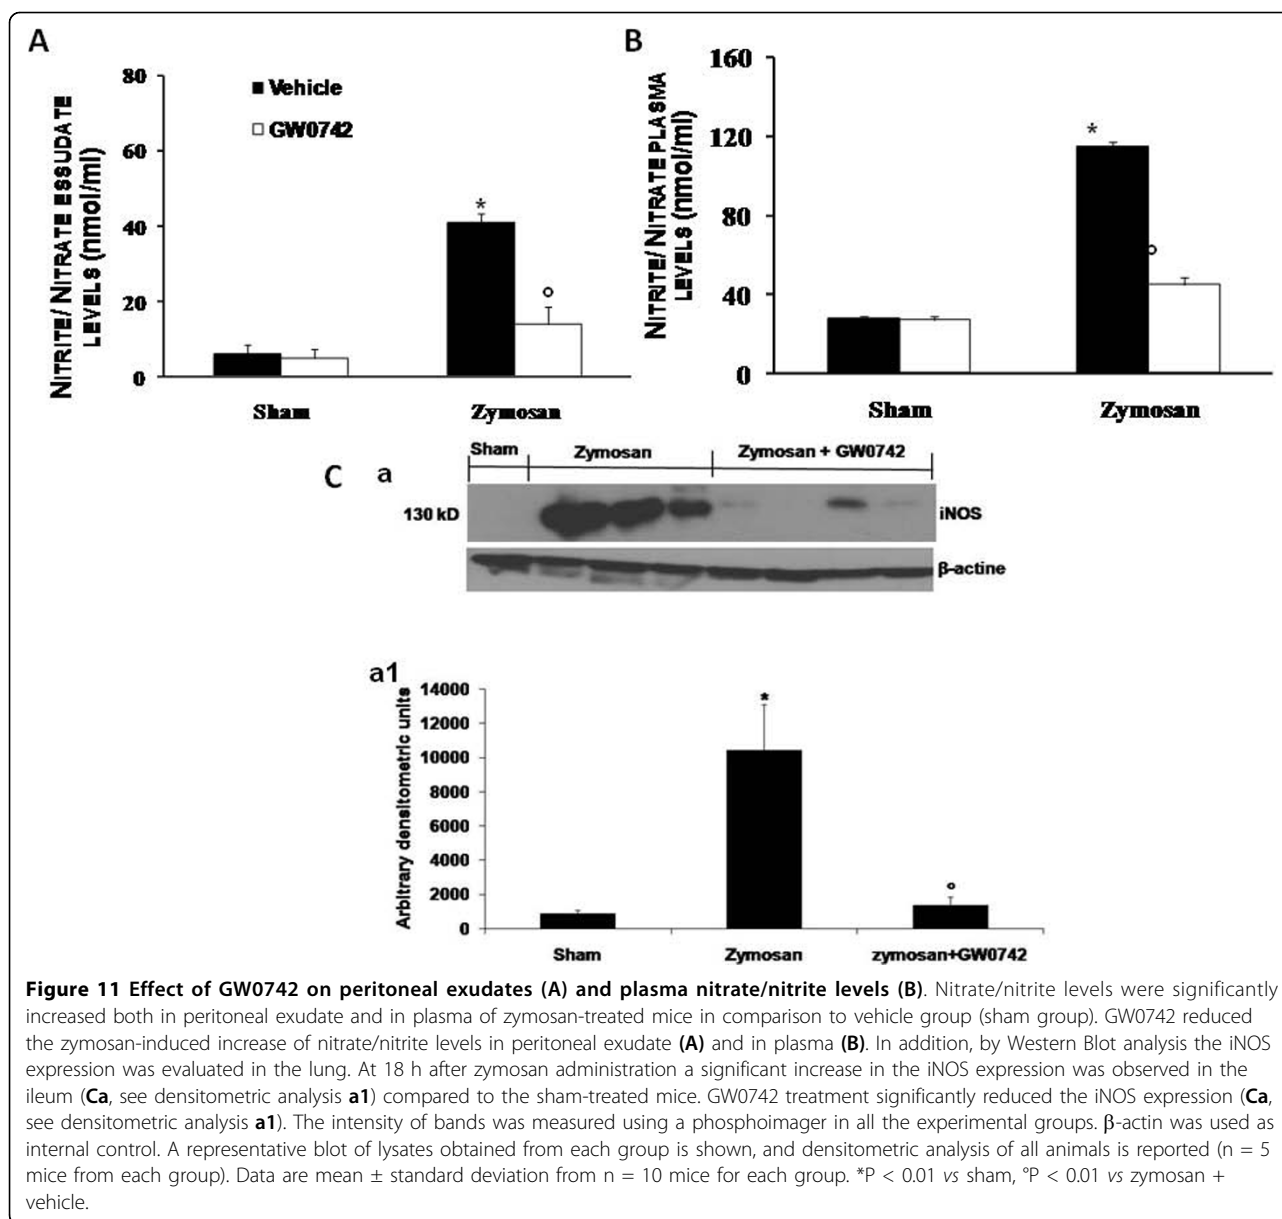 A
80
60
40
20
0
NITRITE/ NITRATE ESSUDATE
LEVELS (nmol/ml)
Vehicle
GW0742
*
°
Sham Zymosan
B
160
120
80
40
0
NITRITE/ NITRATE PLASMA
LEVELS (nmol/ml)
*
°
Sham Zymosan
C a
Sham Zymosan Zymosan + GW0742
130 kD iNOS
β-actine
a1
14000
12000
10000
8000
6000
4000
2000
0
Arbitrary densitometric units
*
°
Sham Zymosan zymosan+GW0742
Figure 11 Effect of GW0742 on peritoneal exudates (A) and plasma nitrate/nitrite levels (B). Nitrate/nitrite levels were significantly
increased both in peritoneal exudate and in plasma of zymosan-treated mice in comparison to vehicle group (sham group). GW0742 reduced
the zymosan-induced increase of nitrate/nitrite levels in peritoneal exudate (A) and in plasma (B). In addition, by Western Blot analysis the iNOS
expression was evaluated in the lung. At 18 h after zymosan administration a significant increase in the iNOS expression was observed in the
ileum (Ca, see densitometric analysis a1) compared to the sham-treated mice. GW0742 treatment significantly reduced the iNOS expression (Ca,
see densitometric analysis a1). The intensity of bands was measured using a phosphoimager in all the experimental groups. β-actin was used as
internal control. A representative blot of lysates obtained from each group is shown, and densitometric analysis of all animals is reported (n = 5
mice from each group). Data are mean ± standard deviation from n = 10 mice for each group. *P < 0.01 vs sham, °P < 0.01 vs zymosan +
vehicle.